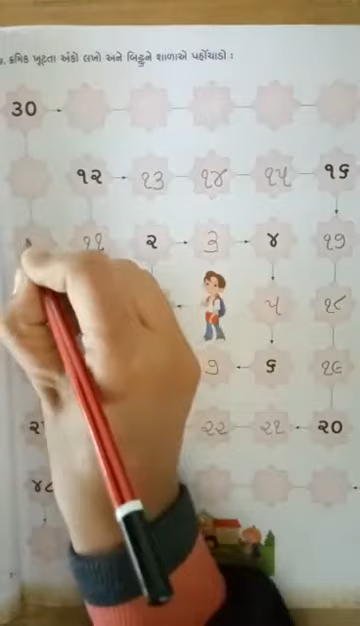 ક્રમિક ખૂટતા અંકો લખો અને બિટ્ટુને શાળાએ પહોંચાડો :
30
૧૨ ૧૩ ૧૪ ૧૫ ૧૬
૧૧ ૨ ૩ ૪ ૧૭
૫ ૧૮
૭ ૬ ૧૯
૨૨ ૨૧ ૨૦